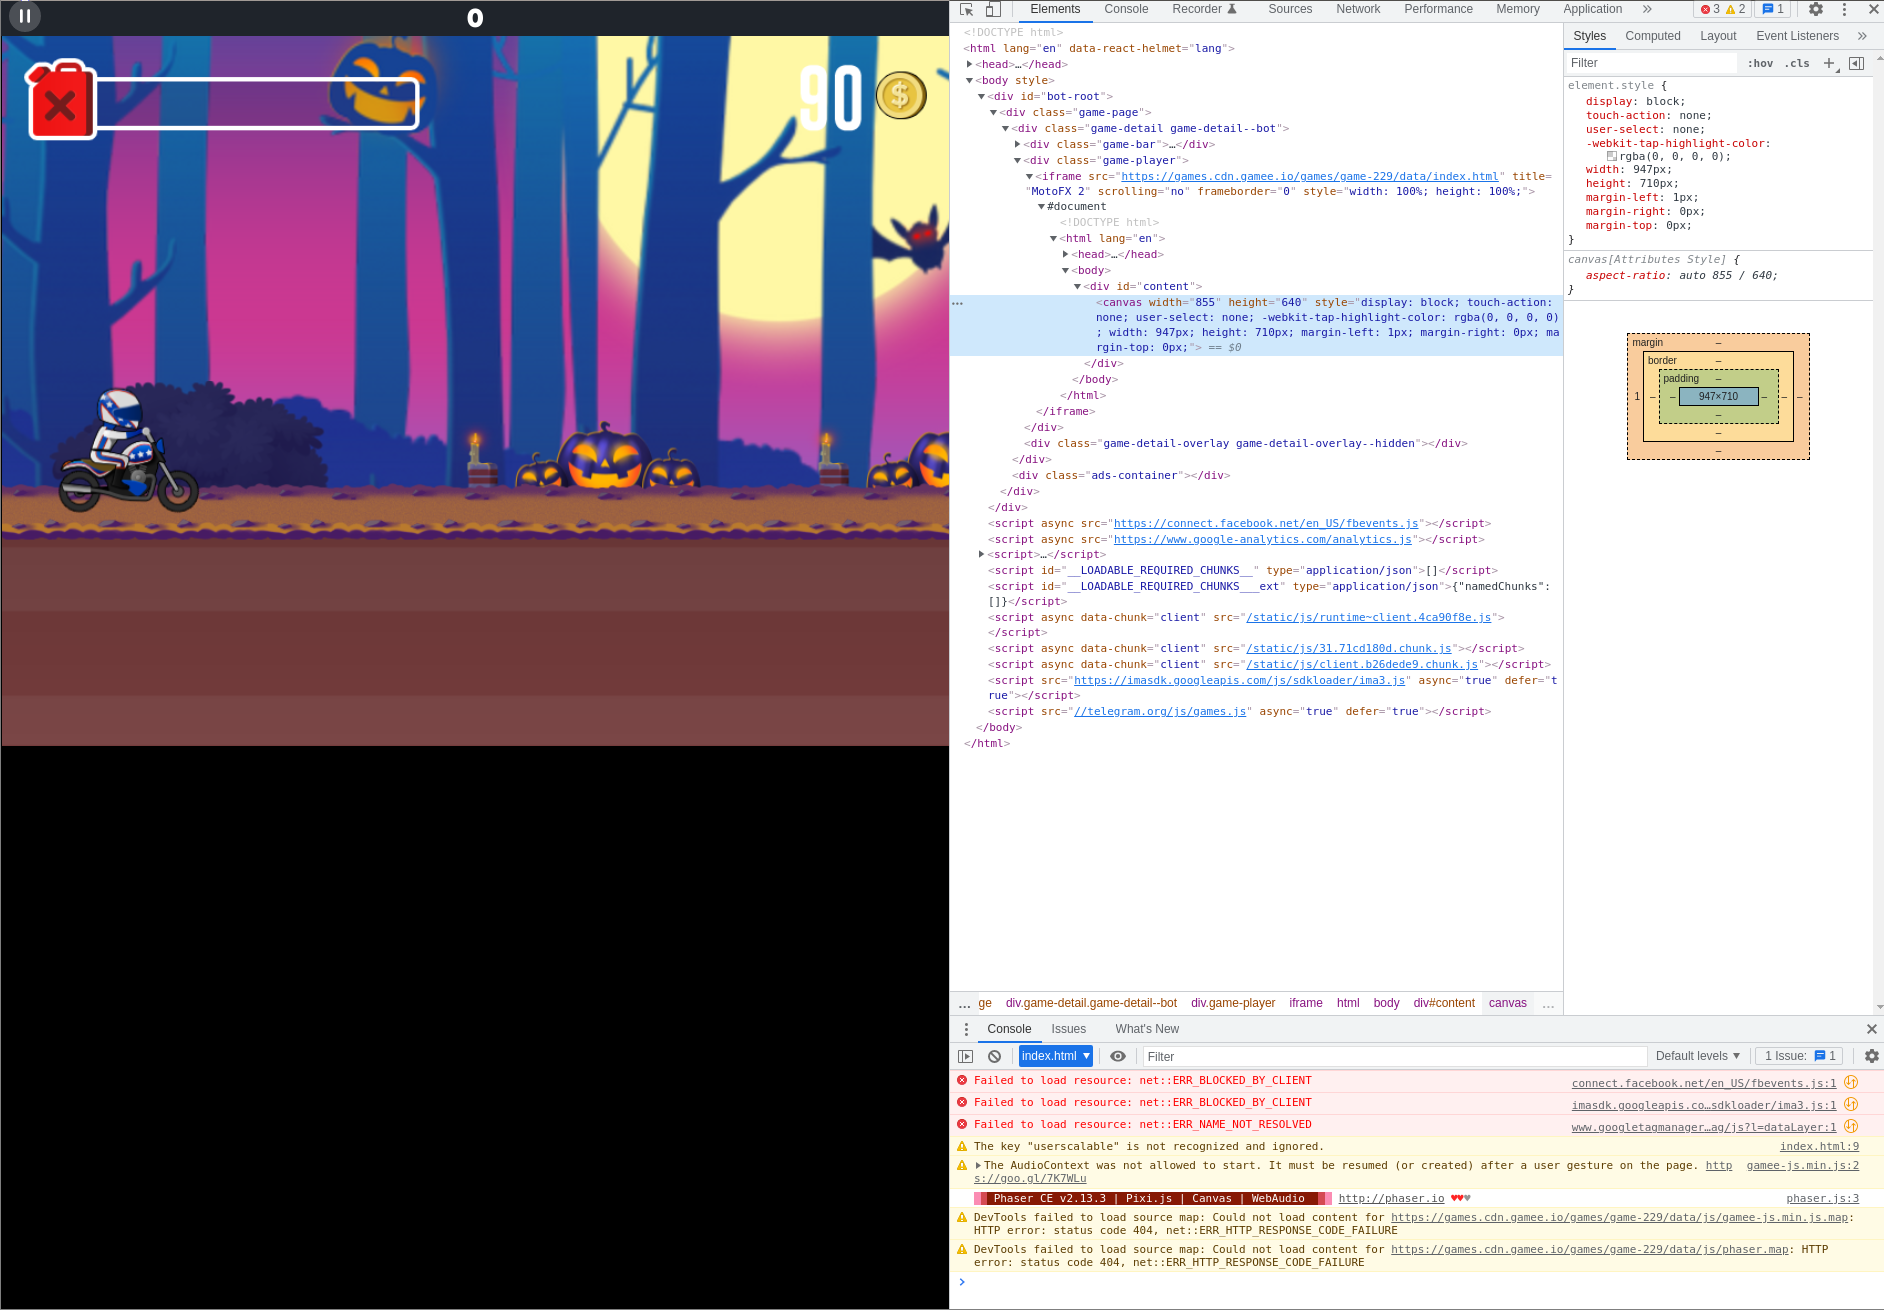 0
90
Elements Console Recorder Sources Network Performance Memory Application 3 2 1
<!DOCTYPE html>
<html lang="en" data-react-helmet="lang">
<head>…</head>
<body style>
<div id="bot-root">
<div class="game-page">
<div class="game-detail game-detail--bot">
<div class="game-bar">…</div>
<div class="game-player">
<iframe src="https://games.cdn.gamee.io/games/game-229/data/index.html" title=
"MotoFX 2" scrolling="no" frameborder="0" style="width: 100%; height: 100%;">
#document
<!DOCTYPE html>
<html lang="en">
<head>…</head>
<body>
<div id="content">
… <canvas width="855" height="640" style="display: block; touch-action:
none; user-select: none; -webkit-tap-highlight-color: rgba(0, 0, 0, 0)
; width: 947px; height: 710px; margin-left: 1px; margin-right: 0px; ma
rgin-top: 0px;"> == $0
</div>
</body>
</html>
</iframe>
</div>
<div class="game-detail-overlay game-detail-overlay--hidden"></div>
</div>
<div class="ads-container"></div>
</div>
</div>
<script async src="https://connect.facebook.net/en_US/fbevents.js"></script>
<script async src="https://www.google-analytics.com/analytics.js"></script>
<script>…</script>
<script id="__LOADABLE_REQUIRED_CHUNKS__" type="application/json">[]</script>
<script id="__LOADABLE_REQUIRED_CHUNKS___ext" type="application/json">{"namedChunks":
[]}</script>
<script async data-chunk="client" src="/static/js/runtime~client.4ca90f8e.js">
</script>
<script async data-chunk="client" src="/static/js/31.71cd180d.chunk.js"></script>
<script async data-chunk="client" src="/static/js/client.b26dede9.chunk.js"></script>
<script src="https://imasdk.googleapis.com/js/sdkloader/ima3.js" async="true" defer="t
rue"></script>
<script src="//telegram.org/js/games.js" async="true" defer="true"></script>
</body>
</html>
… ge div.game-detail.game-detail--bot div.game-player iframe html body div#content canvas …
Styles Computed Layout Event Listeners
Filter :hov .cls
element.style {
display: block;
touch-action: none;
user-select: none;
-webkit-tap-highlight-color:
rgba(0, 0, 0, 0);
width: 947px;
height: 710px;
margin-left: 1px;
margin-right: 0px;
margin-top: 0px;
}
canvas[Attributes Style] {
aspect-ratio: auto 855 / 640;
}
margin –
border –
padding –
1 – – 947×710 – – –
–
–
–
Console Issues What's New
index.html Filter Default levels 1 Issue: 1
Failed to load resource: net::ERR_BLOCKED_BY_CLIENT connect.facebook.net/en_US/fbevents.js:1
Failed to load resource: net::ERR_BLOCKED_BY_CLIENT imasdk.googleapis.co…sdkloader/ima3.js:1
Failed to load resource: net::ERR_NAME_NOT_RESOLVED www.googletagmanager…ag/js?l=dataLayer:1
The key "userscalable" is not recognized and ignored. index.html:9
The AudioContext was not allowed to start. It must be resumed (or created) after a user gesture on the page. http gamee-js.min.js:2
s://goo.gl/7K7WLu
Phaser CE v2.13.3 | Pixi.js | Canvas | WebAudio http://phaser.io ♥♥♥ phaser.js:3
DevTools failed to load source map: Could not load content for https://games.cdn.gamee.io/games/game-229/data/js/gamee-js.min.js.map:
HTTP error: status code 404, net::ERR_HTTP_RESPONSE_CODE_FAILURE
DevTools failed to load source map: Could not load content for https://games.cdn.gamee.io/games/game-229/data/js/phaser.map: HTTP
error: status code 404, net::ERR_HTTP_RESPONSE_CODE_FAILURE